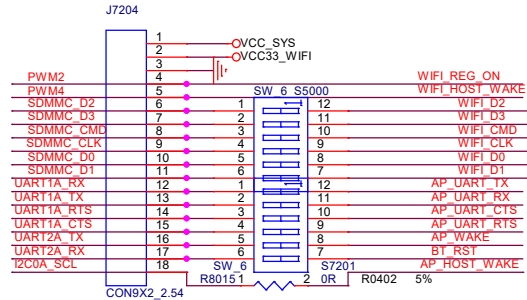 J7204
1 VCC_SYS
2 VCC33_WIFI
3
PWM2 4 WIFI_REG_ON
PWM4 5 SW_6 S5000 WIFI_HOST_WAKE
SDMMC_D2 6 1 12 WIFI_D2
SDMMC_D3 7 2 11 WIFI_D3
SDMMC_CMD 8 3 10 WIFI_CMD
SDMMC_CLK 9 4 9 WIFI_CLK
SDMMC_D0 10 5 8 WIFI_D0
SDMMC_D1 11 6 7 WIFI_D1
UART1A_RX 12 1 12 AP_UART_TX
UART1A_TX 13 2 11 AP_UART_RX
UART1A_RTS 14 3 10 AP_UART_CTS
UART1A_CTS 15 4 9 AP_UART_RTS
UART2A_TX 16 5 8 AP_WAKE
UART2A_RX 17 6 7 BT_RST
I2C0A_SCL 18 SW_6 S7201 AP_HOST_WAKE
R8015 1 2 0R R0402 5%
CON9X2_2.54